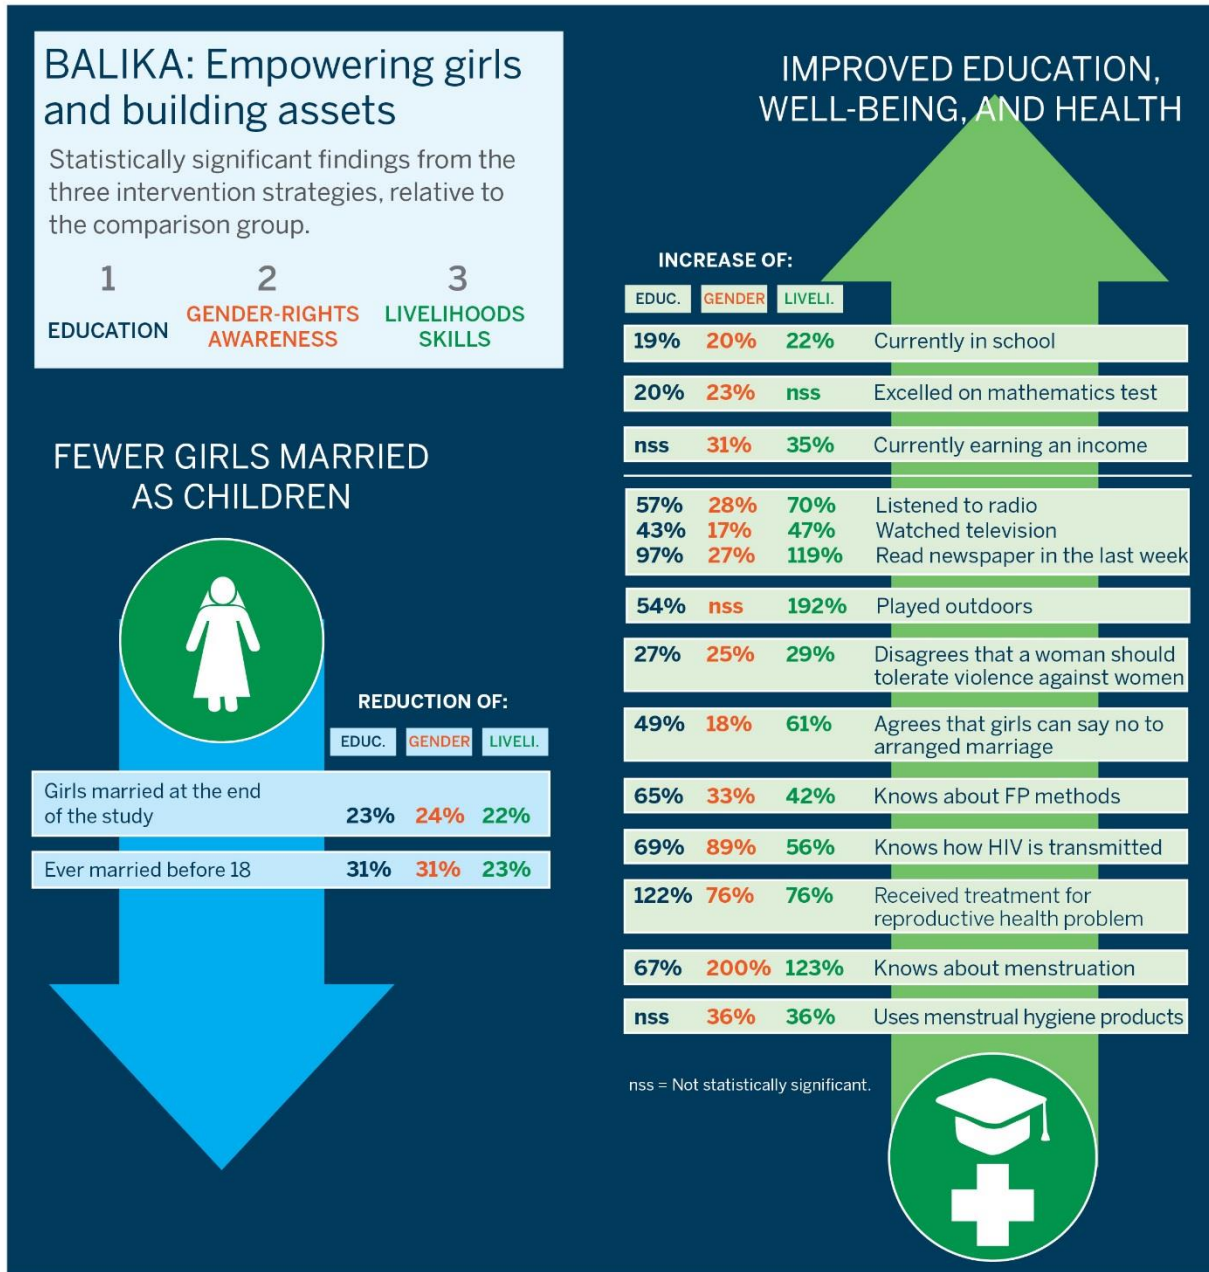 BALIKA: Empowering girls
and building assets
Statistically significant findings from the
three intervention strategies, relative to
the comparison group.
1 2 3
EDUCATION GENDER-RIGHTS AWARENESS LIVELIHOODS SKILLS
FEWER GIRLS MARRIED
AS CHILDREN
REDUCTION OF:
EDUC. GENDER LIVELI.
Girls married at the end
of the study 23% 24% 22%
Ever married before 18 31% 31% 23%
IMPROVED EDUCATION,
WELL-BEING, AND HEALTH
INCREASE OF:
EDUC. GENDER LIVELI.
19% 20% 22% Currently in school
20% 23% nss Excelled on mathematics test
nss 31% 35% Currently earning an income
57% 28% 70% Listened to radio
43% 17% 47% Watched television
97% 27% 119% Read newspaper in the last week
54% nss 192% Played outdoors
27% 25% 29% Disagrees that a woman should
tolerate violence against women
49% 18% 61% Agrees that girls can say no to
arranged marriage
65% 33% 42% Knows about FP methods
69% 89% 56% Knows how HIV is transmitted
122% 76% 76% Received treatment for
reproductive health problem
67% 200% 123% Knows about menstruation
nss 36% 36% Uses menstrual hygiene products
nss = Not statistically significant.